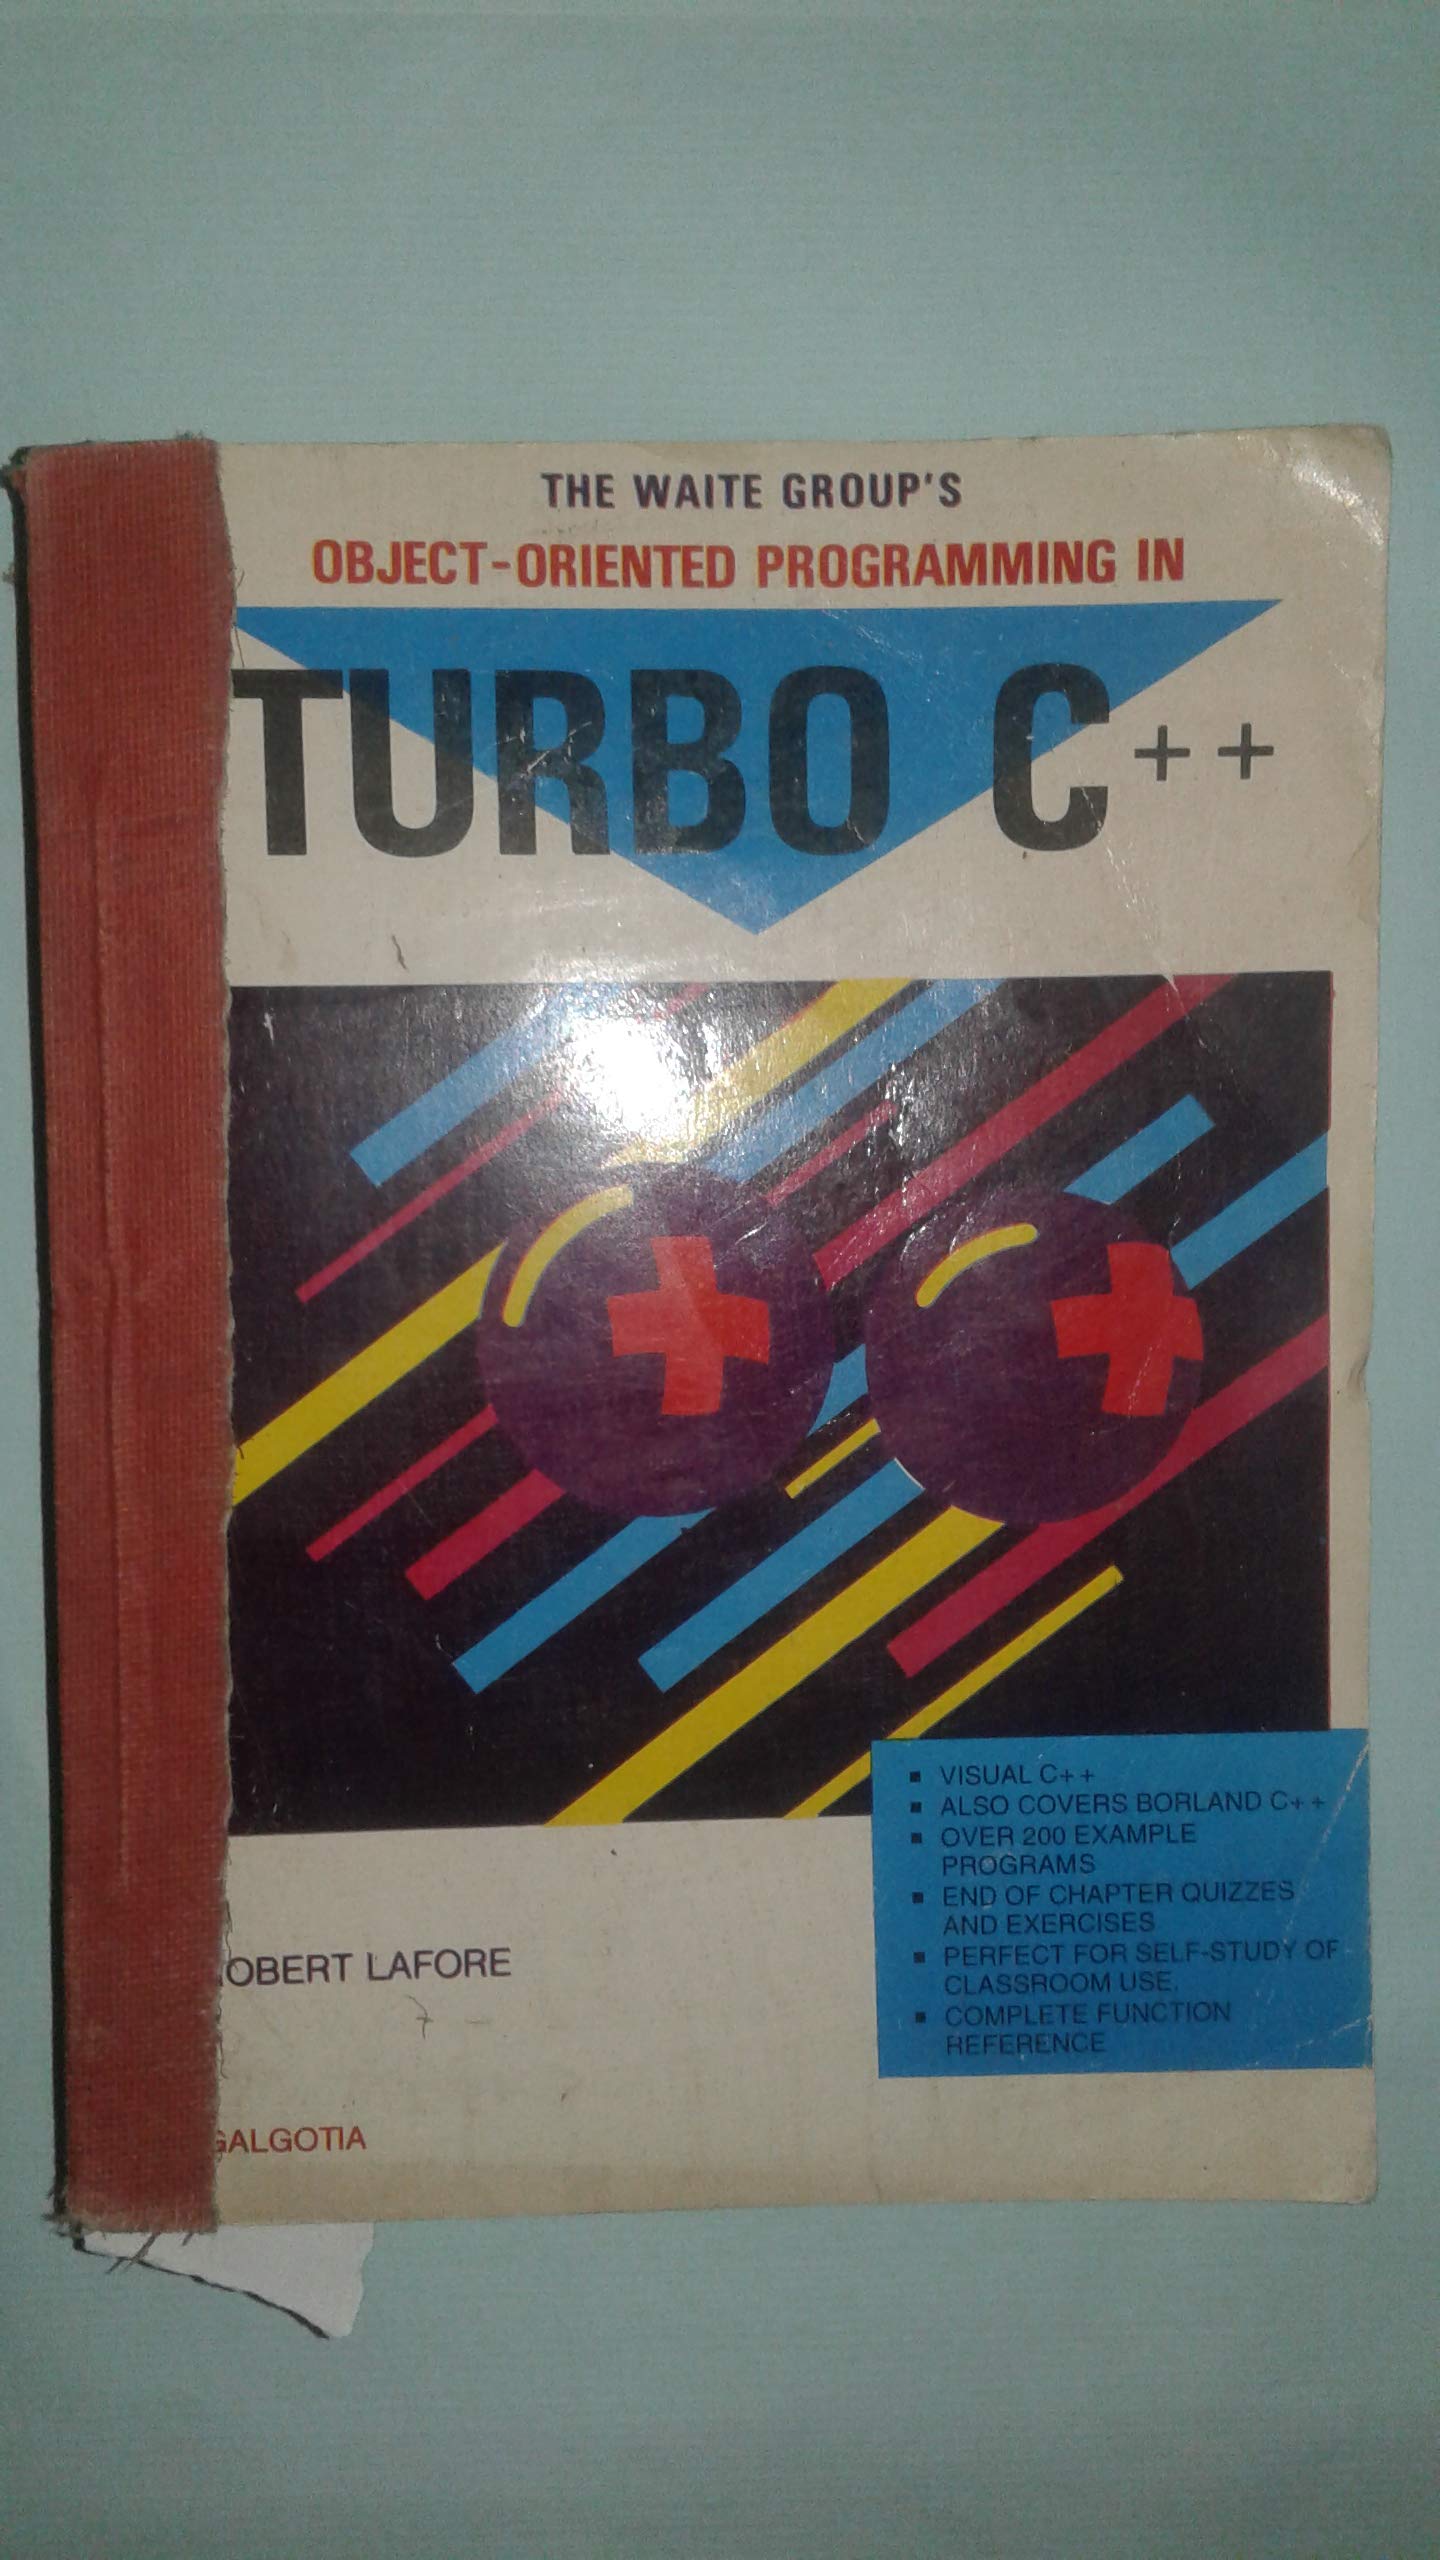 THE WAITE GROUP'S
OBJECT-ORIENTED PROGRAMMING IN
TURBO C++
VISUAL C++
ALSO COVERS BORLAND C++
OVER 200 EXAMPLE
PROGRAMS
END OF CHAPTER QUIZZES
AND EXERCISES
PERFECT FOR SELF-STUDY OF
CLASSROOM USE.
COMPLETE FUNCTION
REFERENCE
OBERT LAFORE
7
GALGOTIA